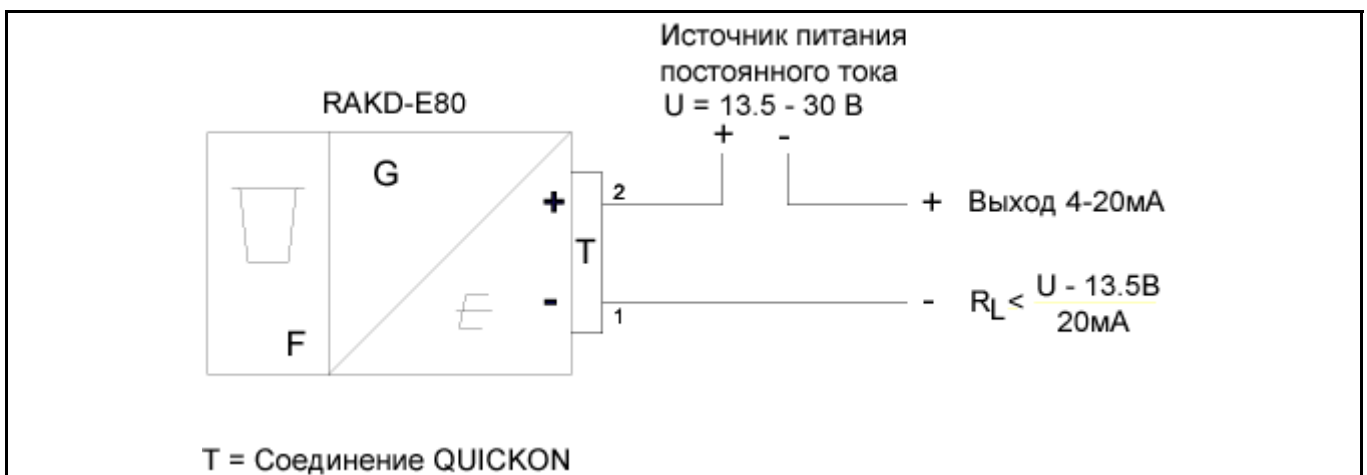 Источник питания
постоянного тока
U = 13.5 - 30 В
RAKD-E80
+ -
G
+ 2
+ Выход 4-20мА
T
- 1
- RL < U - 13.5В
20мА
F
T = Соединение QUICKON